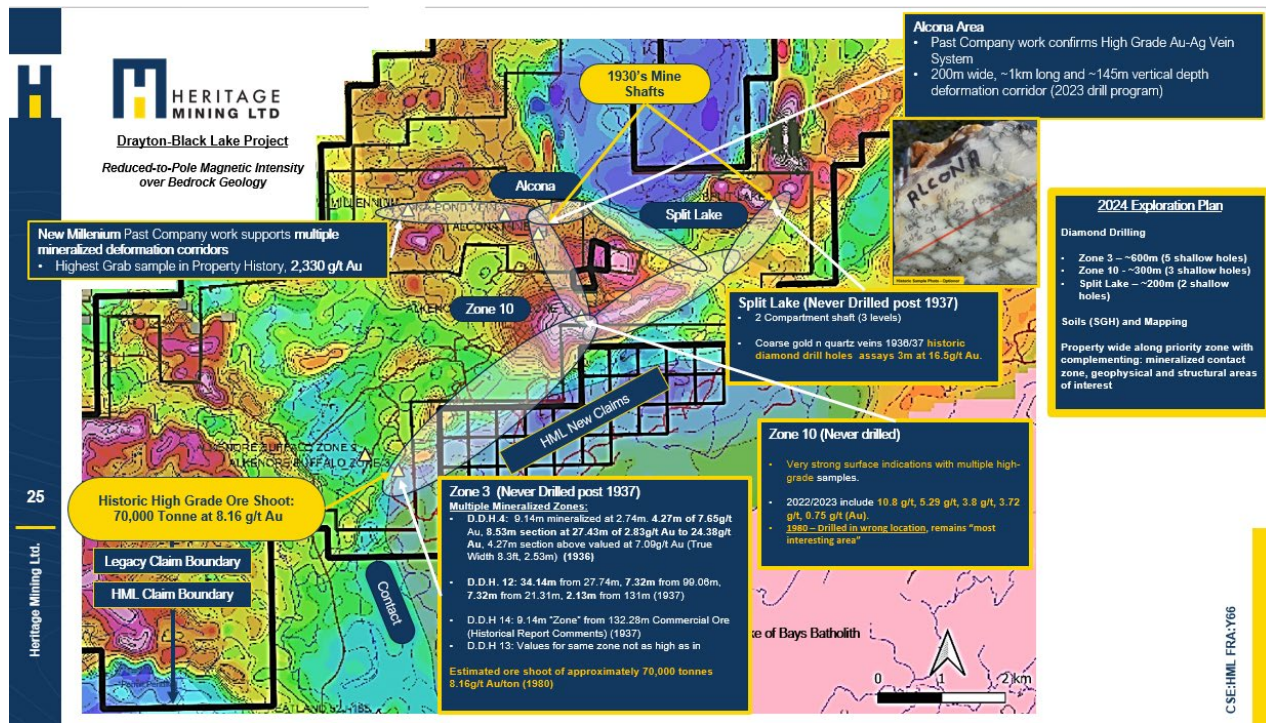 HERITAGE
MINING LTD
Drayton-Black Lake Project
Reduced-to-Pole Magnetic Intensity
over Bedrock Geology
1930's Mine
Shafts
Alcona Area
• Past Company work confirms High Grade Au-Ag Vein
System
• 200m wide, ~1km long and ~145m vertical depth
deformation corridor (2023 drill program)
ALCONA
Historic Sample Photo - Optionor
Alcona
Split Lake
New Millenium Past Company work supports multiple
mineralized deformation corridors
• Highest Grab sample in Property History, 2,330 g/t Au
2024 Exploration Plan
Diamond Drilling
• Zone 3 – ~600m (5 shallow holes)
• Zone 10 - ~300m (3 shallow holes)
• Split Lake – ~200m (2 shallow
holes)
Soils (SGH) and Mapping
Property wide along priority zone with
complementing: mineralized contact
zone, geophysical and structural areas
of interest
Zone 10
Split Lake (Never Drilled post 1937)
• 2 Compartment shaft (3 levels)
• Coarse gold n quartz veins 1936/37 historic
diamond drill holes assays 3m at 16.5g/t Au.
HML New Claims
Zone 10 (Never drilled)
• Very strong surface indications with multiple high-
grade samples.
• 2022/2023 include 10.8 g/t, 5.29 g/t, 3.8 g/t, 3.72
g/t, 0.75 g/t (Au).
• 1980 – Drilled in wrong location, remains "most
interesting area"
BUFFALO ZONE 3
Historic High Grade Ore Shoot:
70,000 Tonne at 8.16 g/t Au
Legacy Claim Boundary
HML Claim Boundary
Contact
Zone 3 (Never Drilled post 1937)
Multiple Mineralized Zones:
• D.D.H.4: 9.14m mineralized at 2.74m. 4.27m of 7.65g/t
Au, 8.53m section at 27.43m of 2.83g/t Au to 24.38g/t
Au, 4.27m section above valued at 7.09g/t Au (True
Width 8.3ft, 2.53m) (1936)
• D.D.H. 12: 34.14m from 27.74m, 7.32m from 99.06m,
7.32m from 21.31m, 2.13m from 131m (1937)
• D.D.H 14: 9.14m "Zone" from 132.28m Commercial Ore
(Historical Report Comments) (1937)
• D.D.H 13: Values for same zone not as high as in
Estimated ore shoot of approximately 70,000 tonnes
8.16g/t Au/ton (1980)
of Bays Batholith
0 1 2 km
25
Heritage Mining Ltd.
CSE:HML FRA:Y66